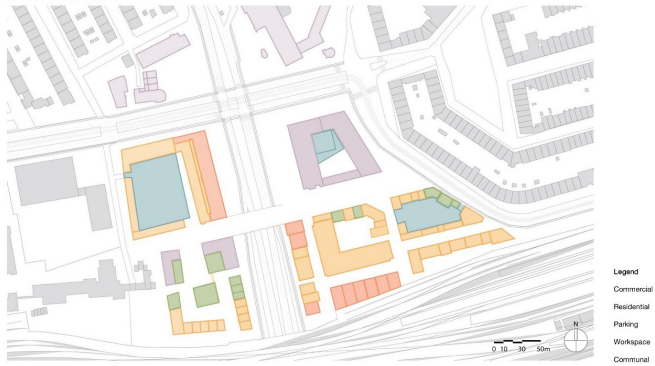 Legend
Commercial
Residential
Parking
Workspace
Communal
N
0 10 30 50m